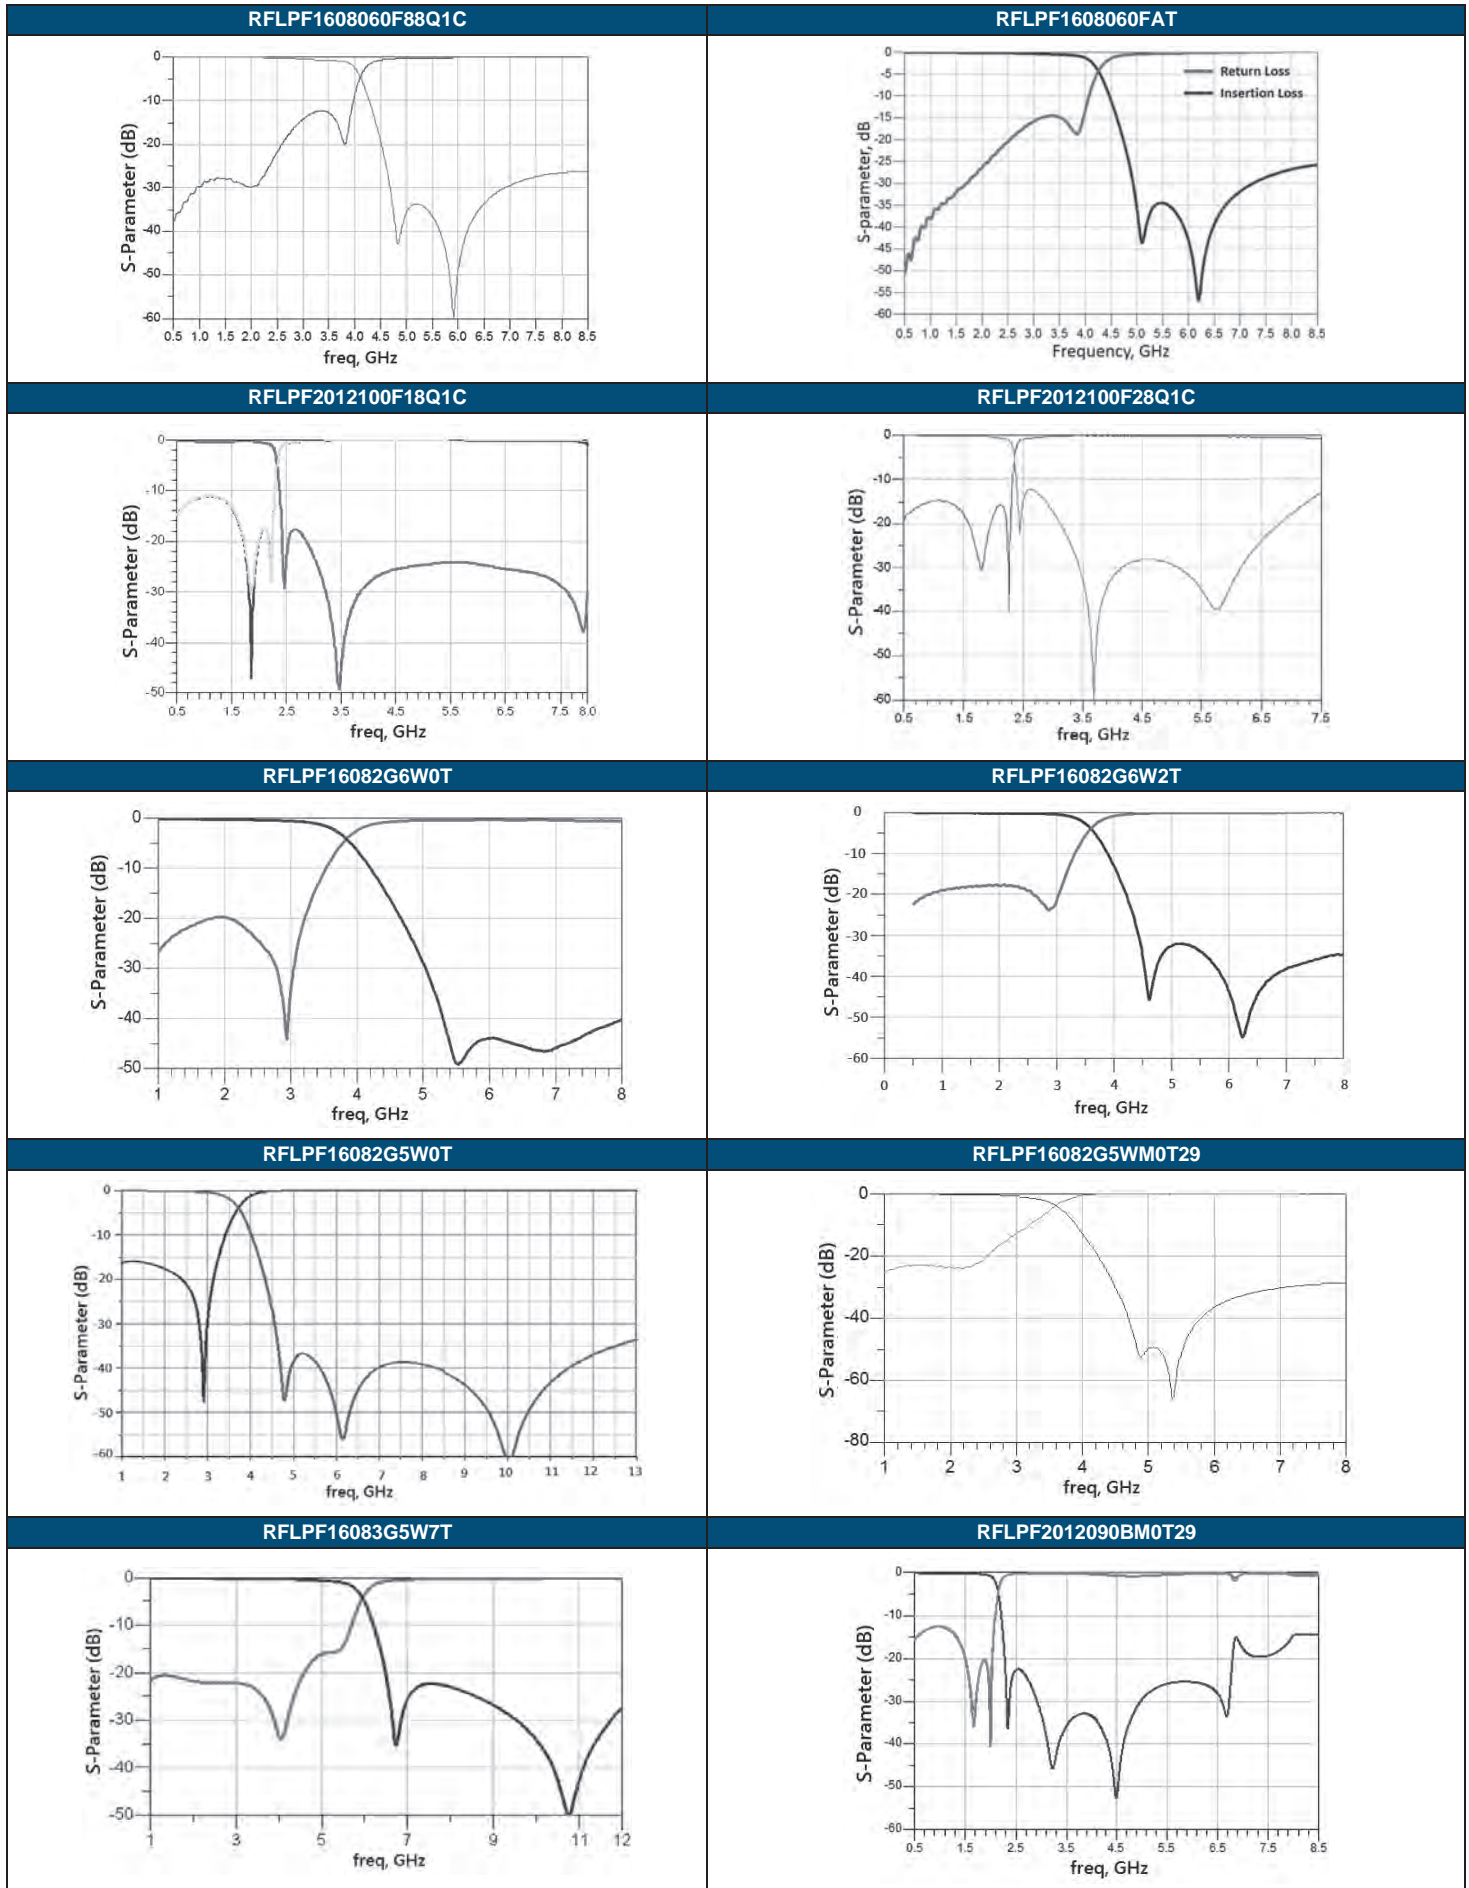 RFLPF1608060F88Q1C
RFLPF1608060FAT
0
-10
-20
-30
-40
-50
-60
S-Parameter (dB)
0.5 1.0 1.5 2.0 2.5 3.0 3.5 4.0 4.5 5.0 5.5 6.0 6.5 7.0 7.5 8.0 8.5
freq, GHz
0
-5
-10
-15
-20
-25
-30
-35
-40
-45
-50
-55
-60
S-parameter, dB
Return Loss
Insertion Loss
0.5 1.0 1.5 2.0 2.5 3.0 3.5 4.0 4.5 5.0 5.5 6.0 6.5 7.0 7.5 8.0 8.5
Frequency, GHz
RFLPF2012100F18Q1C
RFLPF2012100F28Q1C
0
-10
-20
-30
-40
-50
S-Parameter (dB)
0.5 1.5 2.5 3.5 4.5 5.5 6.5 7.5 8.0
freq, GHz
0
-10
-20
-30
-40
-50
-60
S-Parameter (dB)
0.5 1.5 2.5 3.5 4.5 5.5 6.5 7.5
freq, GHz
RFLPF16082G6W0T
RFLPF16082G6W2T
0
-10
-20
-30
-40
-50
S-Parameter (dB)
1 2 3 4 5 6 7 8
freq, GHz
0
-10
-20
-30
-40
-50
-60
S-Parameter (dB)
0 1 2 3 4 5 6 7 8
freq, GHz
RFLPF16082G5W0T
RFLPF16082G5WM0T29
0
-10
-20
-30
-40
-50
-60
S-Parameter (dB)
1 2 3 4 5 6 7 8 9 10 11 12 13
freq, GHz
0
-20
-40
-60
-80
S-Parameter (dB)
1 2 3 4 5 6 7 8
freq, GHz
RFLPF16083G5W7T
RFLPF2012090BM0T29
0
-10
-20
-30
-40
-50
S-Parameter (dB)
1 3 5 7 9 11 12
freq, GHz
0
-10
-20
-30
-40
-50
-60
S-Parameter (dB)
0.5 1.5 2.5 3.5 4.5 5.5 6.5 7.5 8.5
freq, GHz